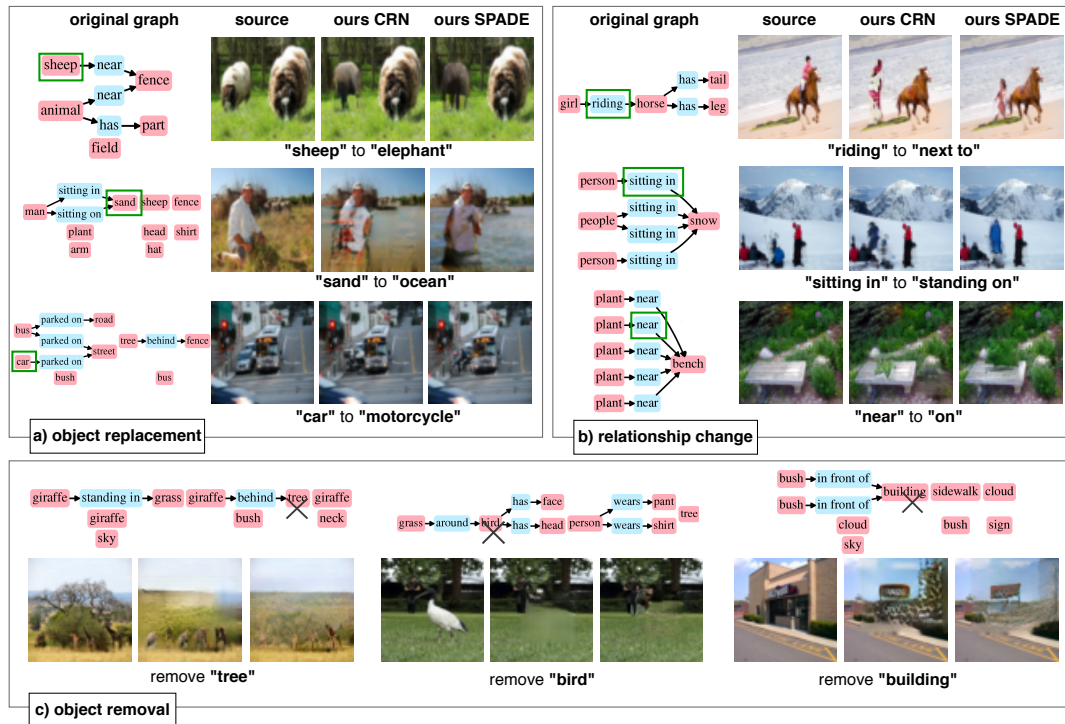 original graph source ours CRN ours SPADE
sheep near fence
animal near
has part
field
"sheep" to "elephant"
sitting in
man sand sheep fence
sitting on
plant head shirt
arm hat
"sand" to "ocean"
parked on road
bus
parked on tree behind fence
street
car parked on
bush bus
"car" to "motorcycle"
a) object replacement
original graph source ours CRN ours SPADE
has tail
girl riding horse
has leg
"riding" to "next to"
person sitting in
sitting in
people snow
sitting in
person sitting in
"sitting in" to "standing on"
plant near
plant near
plant near
bench
plant near
plant near
"near" to "on"
b) relationship change
giraffe standing in grass giraffe behind tree giraffe
giraffe bush neck
sky
remove "tree"
has face wears pant
grass around bird person tree
has head wears shirt
remove "bird"
bush in front of
building sidewalk cloud
bush in front of
cloud bush sign
sky
remove "building"
c) object removal